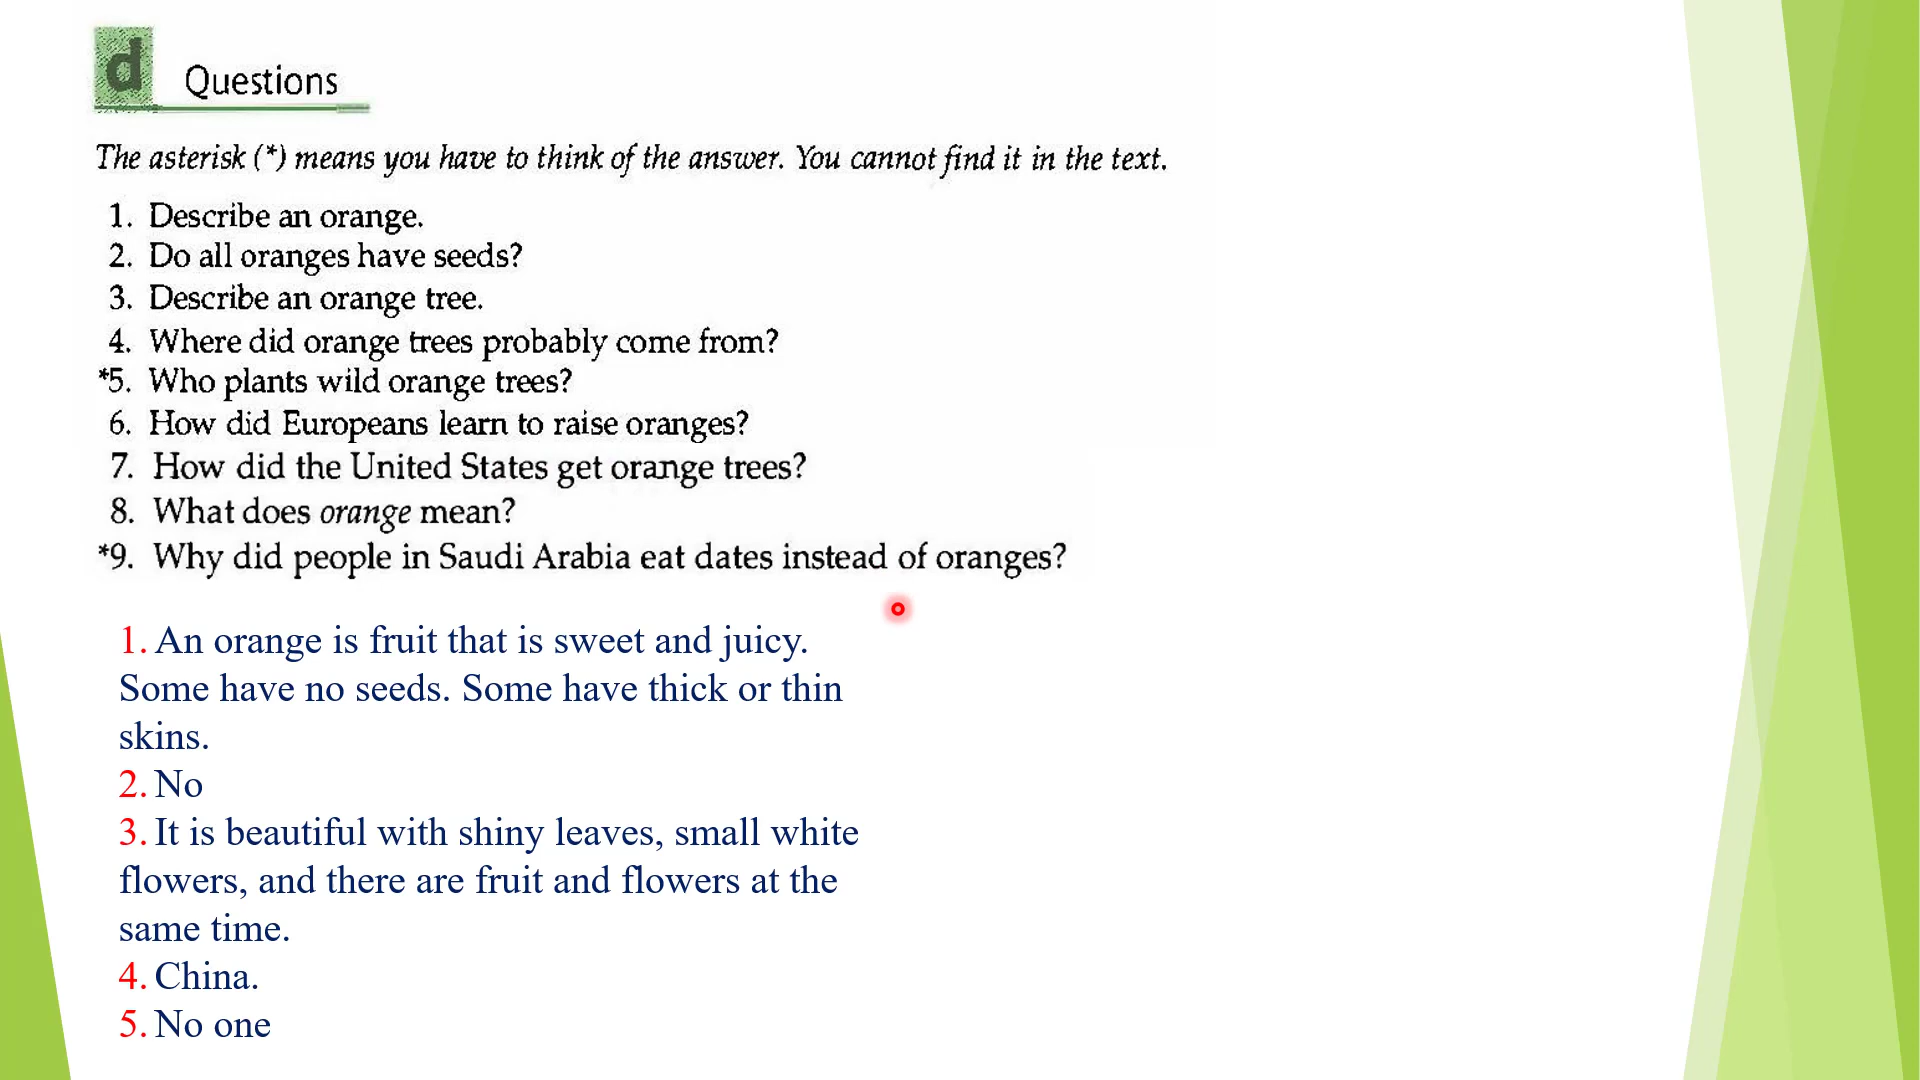 d Questions
The asterisk (*) means you have to think of the answer. You cannot find it in the text.
1. Describe an orange.
2. Do all oranges have seeds?
3. Describe an orange tree.
4. Where did orange trees probably come from?
*5. Who plants wild orange trees?
6. How did Europeans learn to raise oranges?
7. How did the United States get orange trees?
8. What does orange mean?
*9. Why did people in Saudi Arabia eat dates instead of oranges?
1. An orange is fruit that is sweet and juicy.
Some have no seeds. Some have thick or thin
skins.
2. No
3. It is beautiful with shiny leaves, small white
flowers, and there are fruit and flowers at the
same time.
4. China.
5. No one